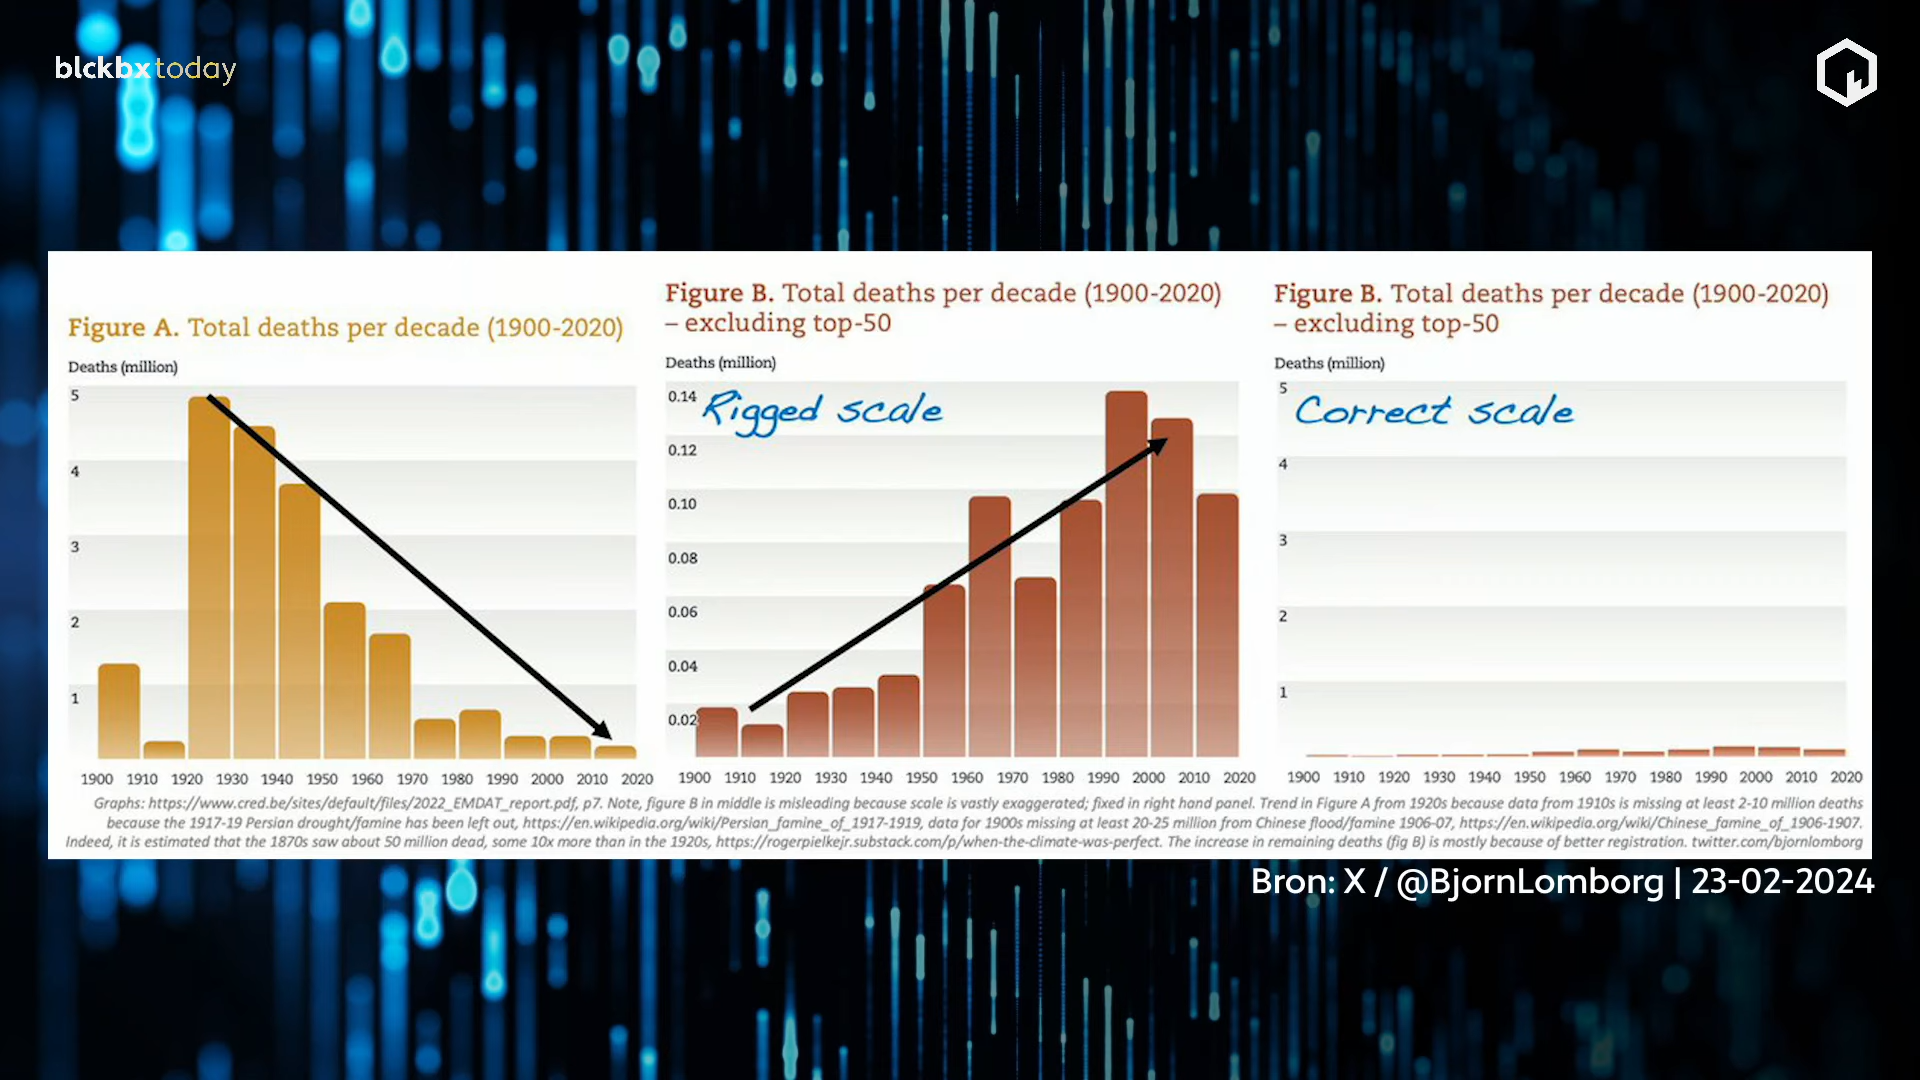 blckbxtoday
Figure A. Total deaths per decade (1900-2020)
Deaths (million)
5
4
3
2
1
1900 1910 1920 1930 1940 1950 1960 1970 1980 1990 2000 2010 2020
Figure B. Total deaths per decade (1900-2020)
– excluding top-50
Deaths (million)
0.14
Rigged scale
0.12
0.10
0.08
0.06
0.04
0.02
1900 1910 1920 1930 1940 1950 1960 1970 1980 1990 2000 2010 2020
Figure B. Total deaths per decade (1900-2020)
– excluding top-50
Deaths (million)
5
Correct scale
4
3
2
1
1900 1910 1920 1930 1940 1950 1960 1970 1980 1990 2000 2010 2020
Graphs: https://www.cred.be/sites/default/files/2022_EMDAT_report.pdf, p7. Note, figure B in middle is misleading because scale is vastly exaggerated; fixed in right hand panel. Trend in Figure A from 1920s because data from 1910s is missing at least 2-10 million deaths
because the 1917-19 Persian drought/famine has been left out, https://en.wikipedia.org/wiki/Persian_famine_of_1917-1919, data for 1900s missing at least 20-25 million from Chinese flood/famine 1906-07, https://en.wikipedia.org/wiki/Chinese_famine_of_1906-1907.
Indeed, it is estimated that the 1870s saw about 50 million dead, some 10x more than in the 1920s, https://rogerpielkejr.substack.com/p/when-the-climate-was-perfect. The increase in remaining deaths (fig B) is mostly because of better registration. twitter.com/bjornlomborg
Bron: X / @BjornLomborg | 23-02-2024